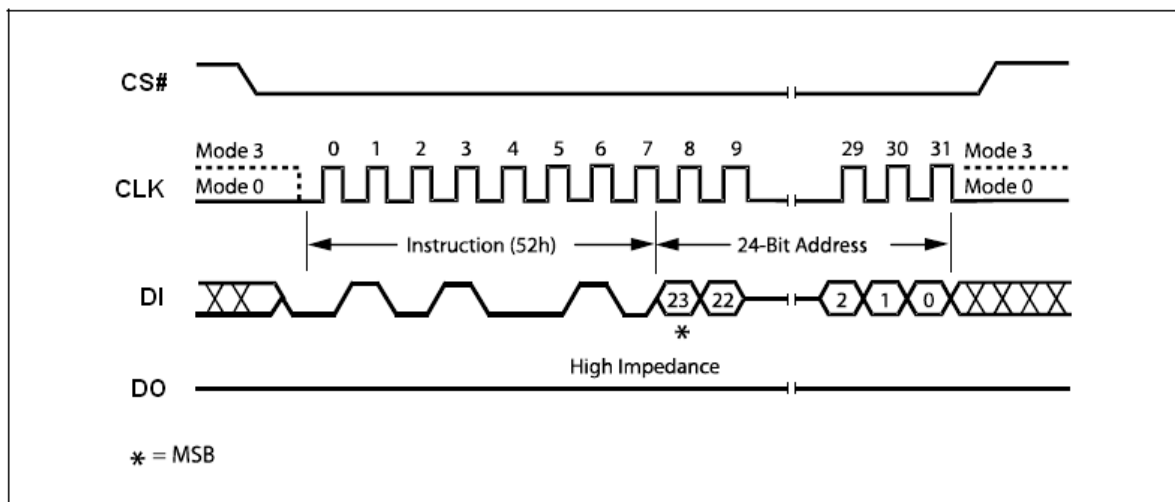 CS#
Mode 3 0 1 2 3 4 5 6 7 8 9 29 30 31 Mode 3
CLK Mode 0 Mode 0
Instruction (52h) 24-Bit Address
DI 23 22 2 1 0
*
High Impedance
DO
* = MSB